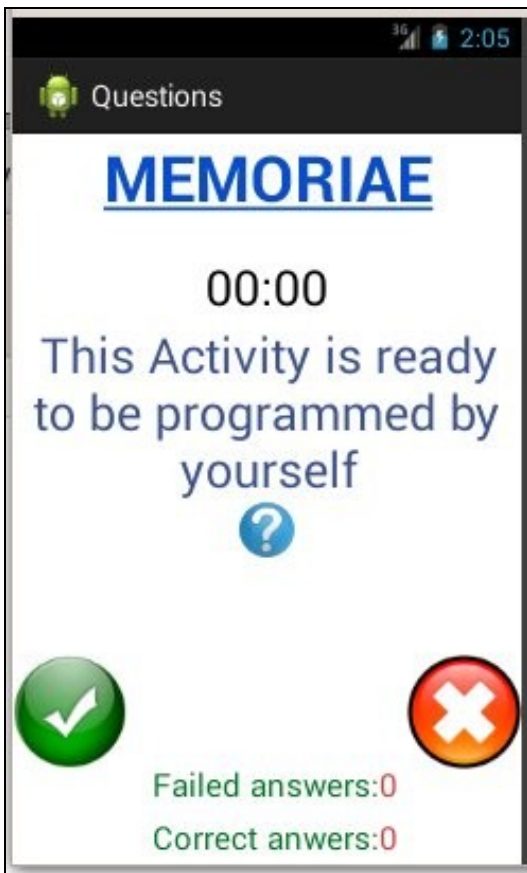 3G 2:05
Questions
MEMORIAE
00:00
This Activity is ready
to be programmed by
yourself
?
Failed answers:0
Correct anwers:0